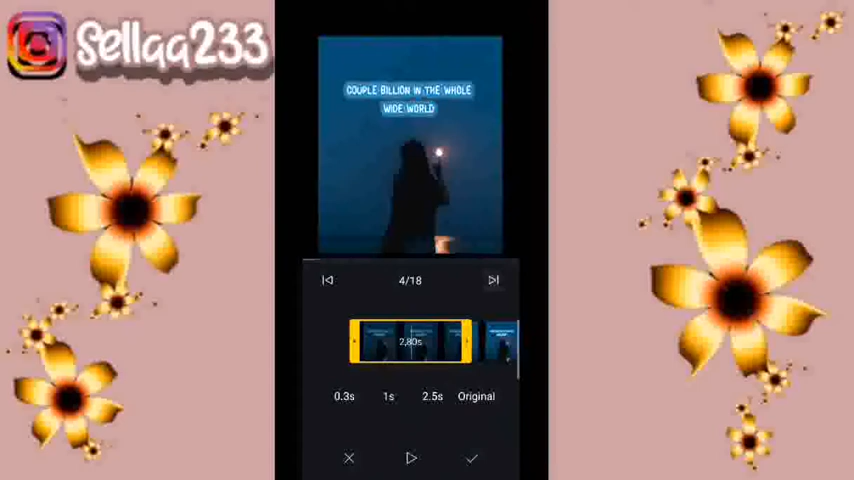 Sellaa233
COUPLE BILLION IN THE WHOLE
WIDE WORLD
4/18
2,80s
0.3s 1s 2.5s Original